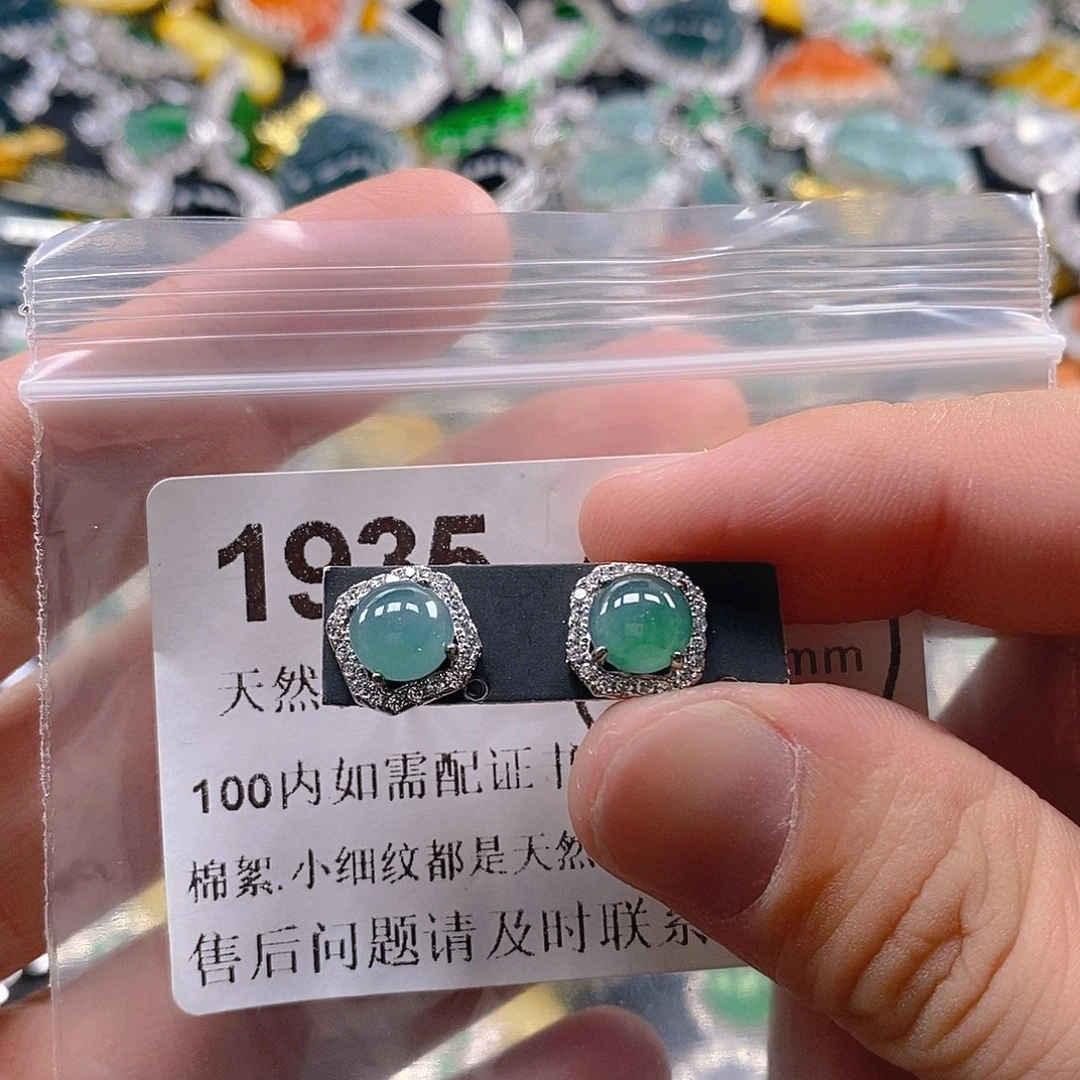 1935
天然
mm
100内如需配证
棉絮.小细纹都是天然
售后问题请及时联系